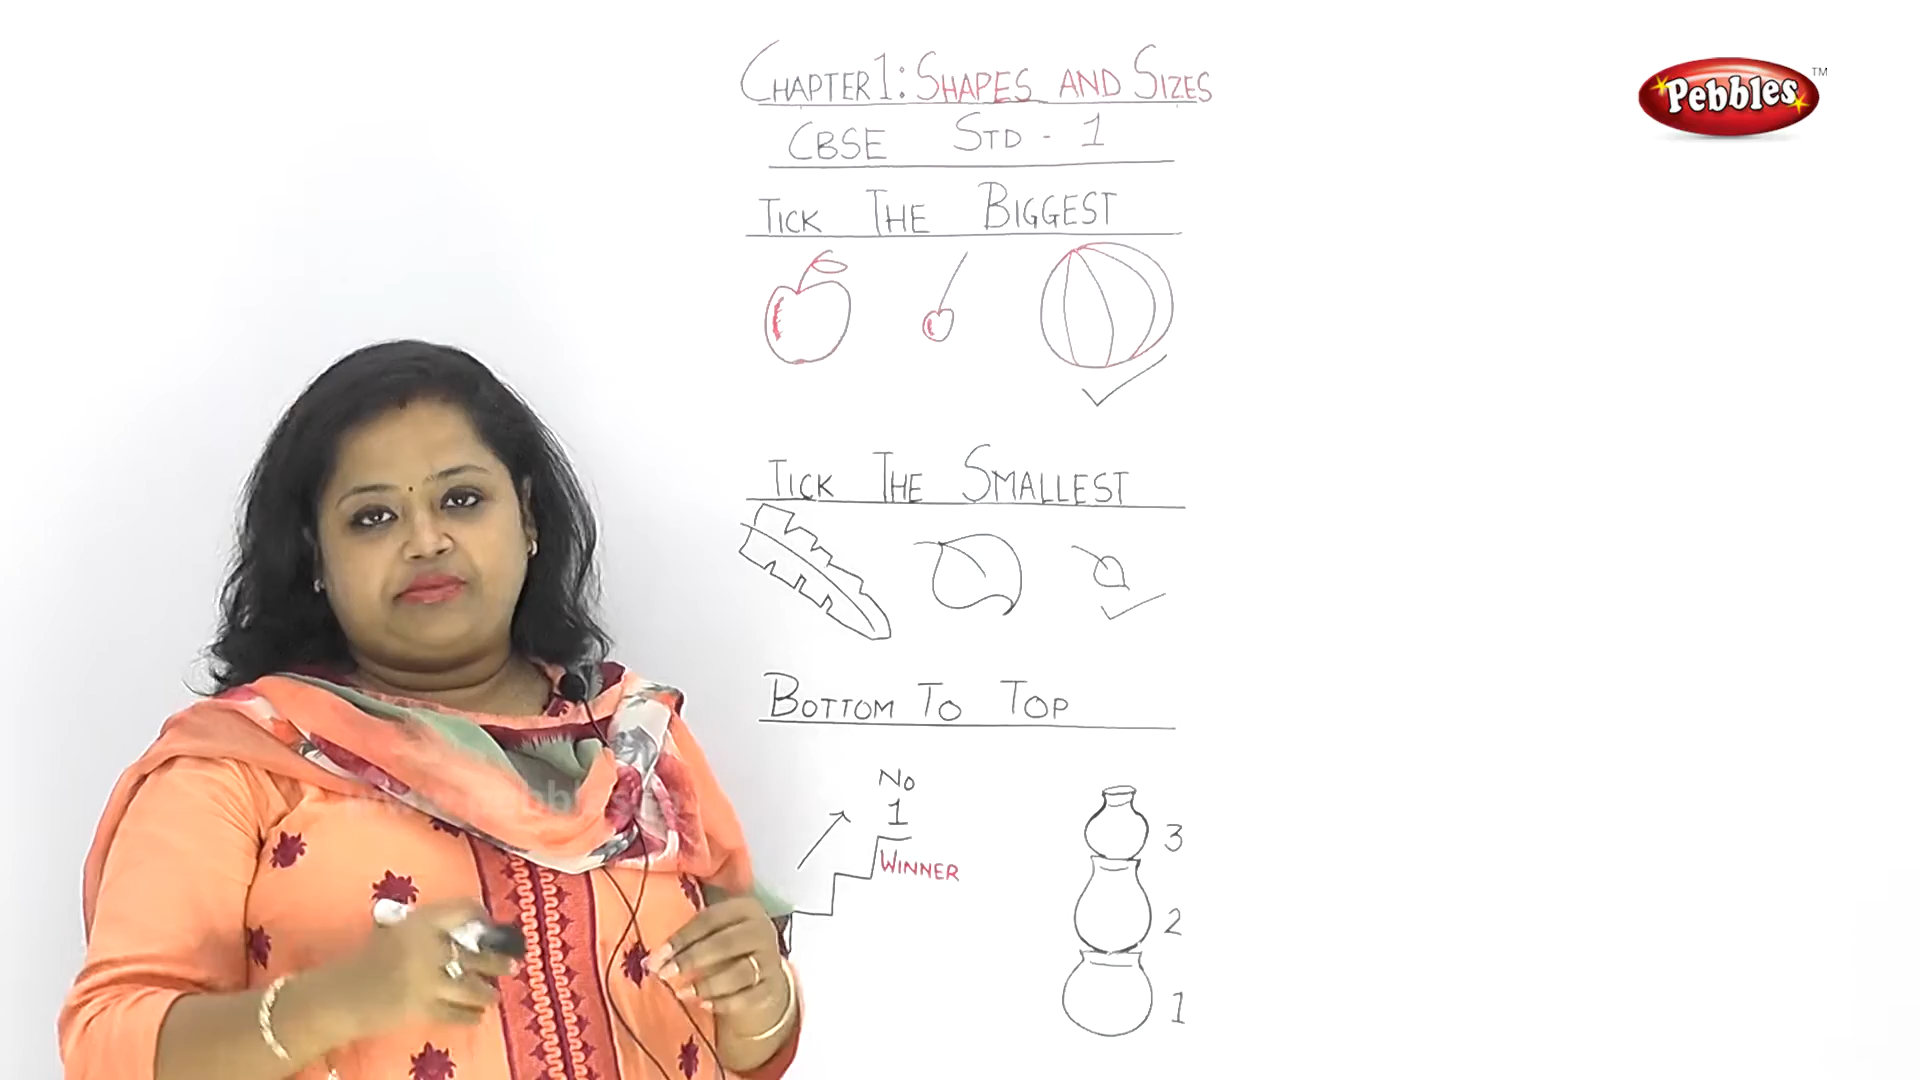 CHAPTER 1: SHAPES AND SIZES
Pebbles TM
CBSE STD - 1
TICK THE BIGGEST
TICK THE SMALLEST
BOTTOM TO TOP
No
1
WINNER
3
2
1